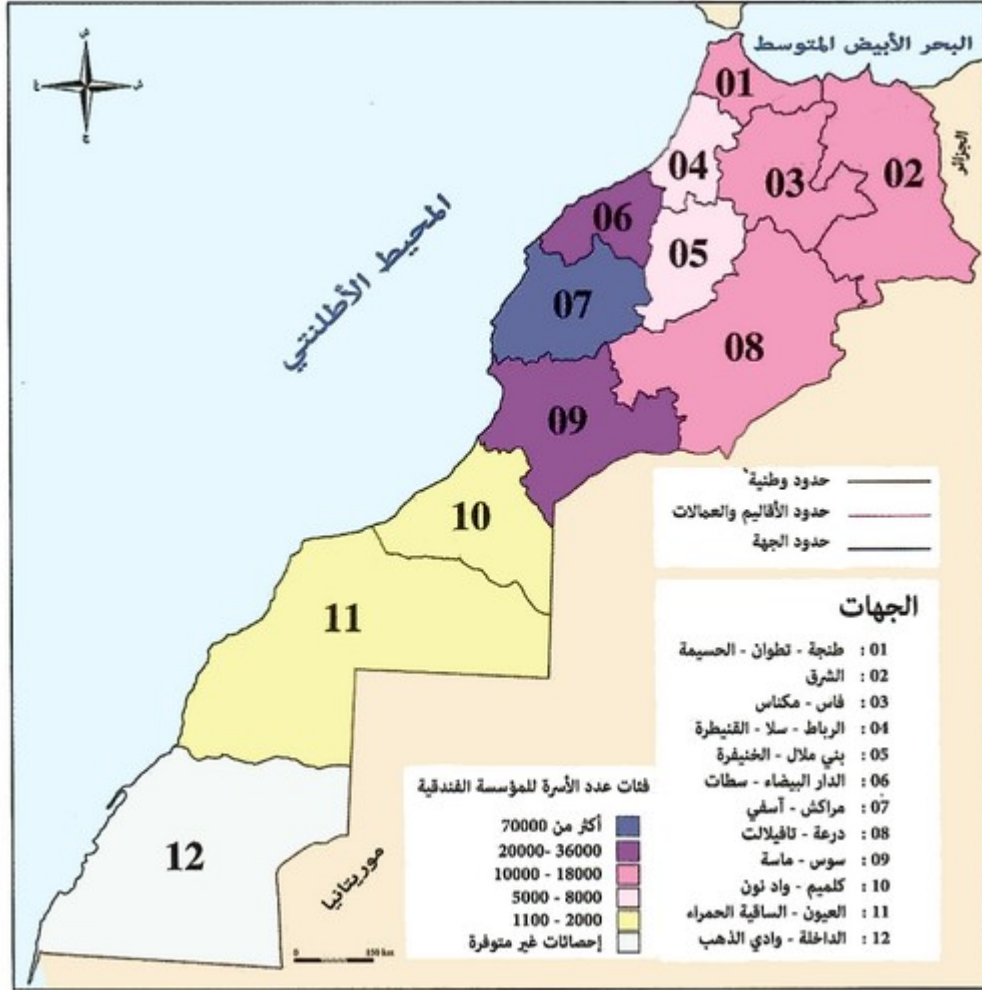 ش
غ
ش
ج
البحر الأبيض المتوسط
الجزائر
المحيط الأطلنتي
موريتانيا
01
02
03
04
05
06
07
08
09
10
11
12
حدود وطنية
حدود الأقاليم والعمالات
حدود الجهة
الجهات
01 : طنجة - تطوان - الحسيمة
02 : الشرق
03 : فاس - مكناس
04 : الرباط - سلا - القنيطرة
05 : بني ملال - الخنيفرة
06 : الدار البيضاء - سطات
07 : مراكش - آسفي
08 : درعة - تافيلالت
09 : سوس - ماسة
10 : كلميم - واد نون
11 : العيون - الساقية الحمراء
12 : الداخلة - وادي الذهب
فئات عدد الأسرة للمؤسسة الفندقية
أكثر من 70000
20000 -36000
10000 - 18000
5000 - 8000
1100 - 2000
إحصائات غير متوفرة
0 150 km